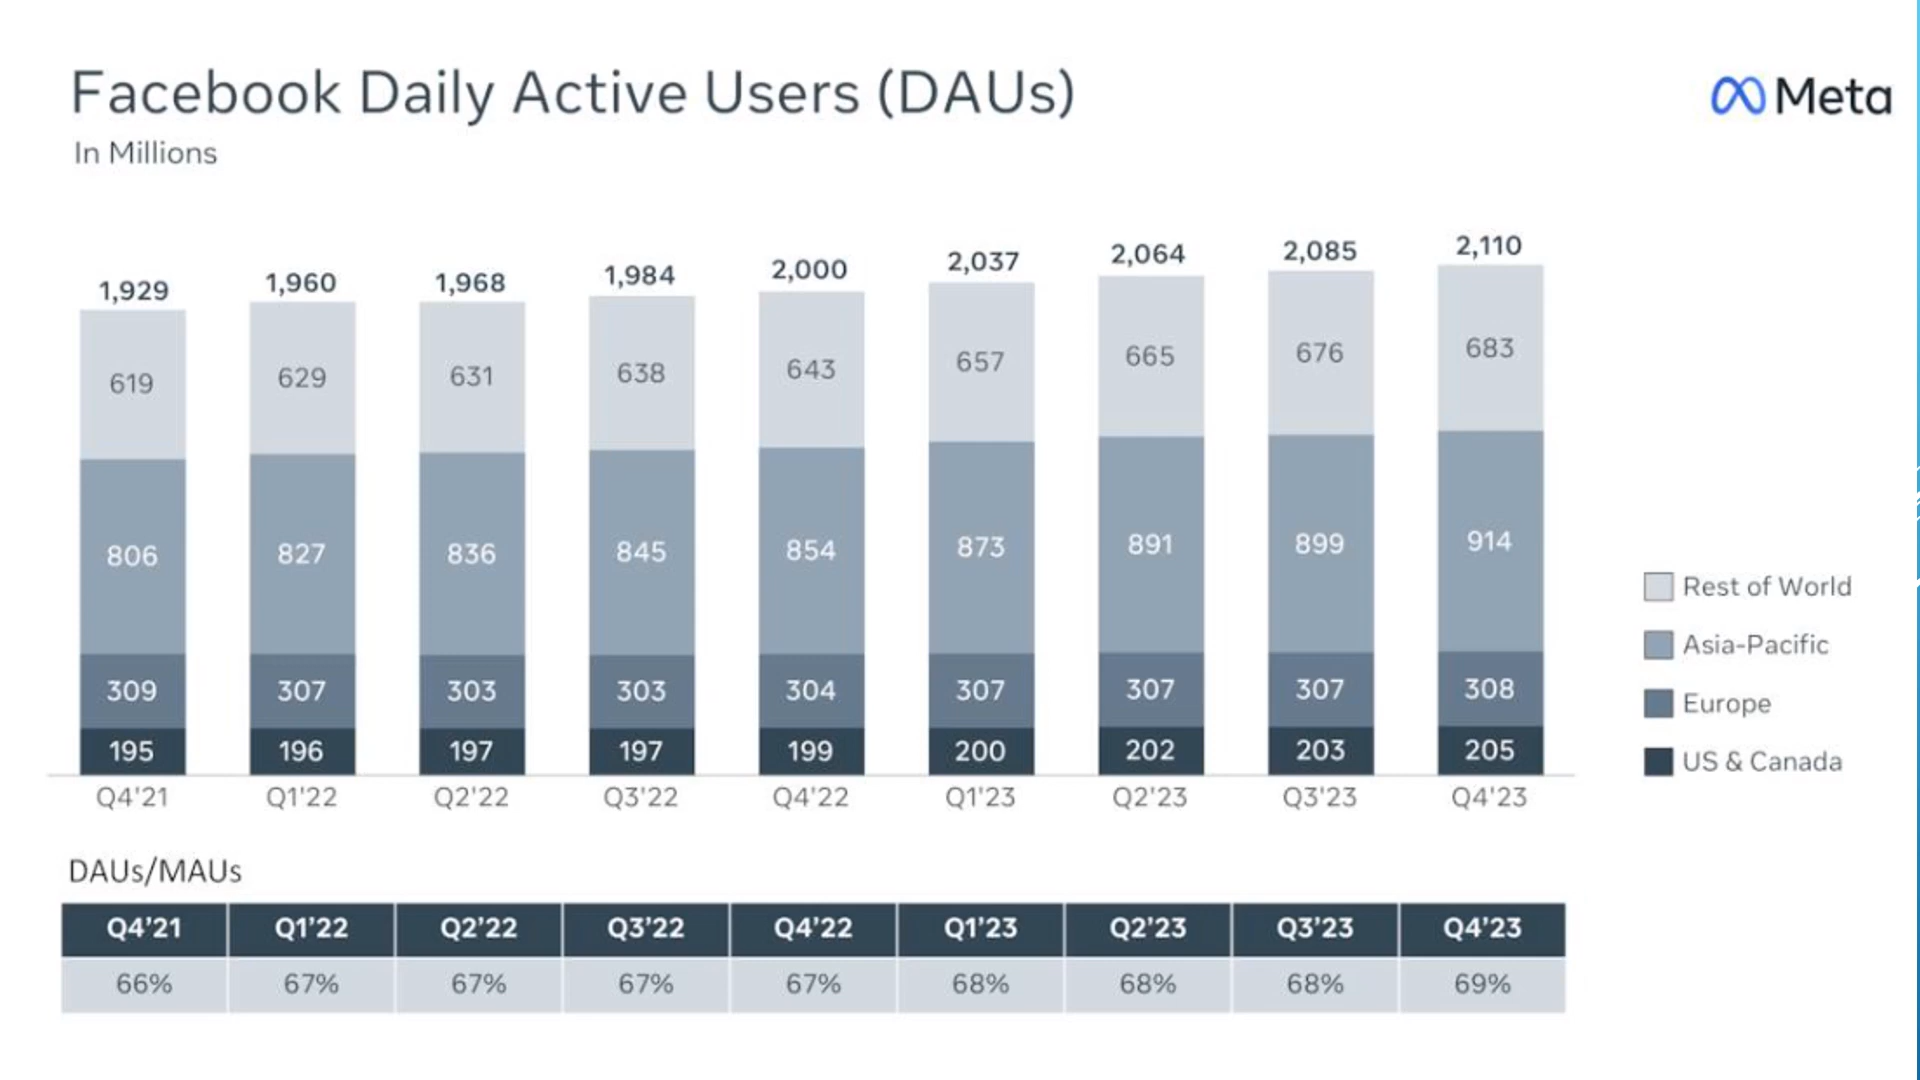 Facebook Daily Active Users (DAUs)
Meta
In Millions
1,929 1,960 1,968 1,984 2,000 2,037 2,064 2,085 2,110
619 629 631 638 643 657 665 676 683
806 827 836 845 854 873 891 899 914
309 307 303 303 304 307 307 307 308
195 196 197 197 199 200 202 203 205
Q4'21 Q1'22 Q2'22 Q3'22 Q4'22 Q1'23 Q2'23 Q3'23 Q4'23
Rest of World
Asia-Pacific
Europe
US & Canada
DAUs/MAUs
Q4’21 Q1’22 Q2’22 Q3’22 Q4’22 Q1’23 Q2’23 Q3’23 Q4’23
66% 67% 67% 67% 67% 68% 68% 68% 69%